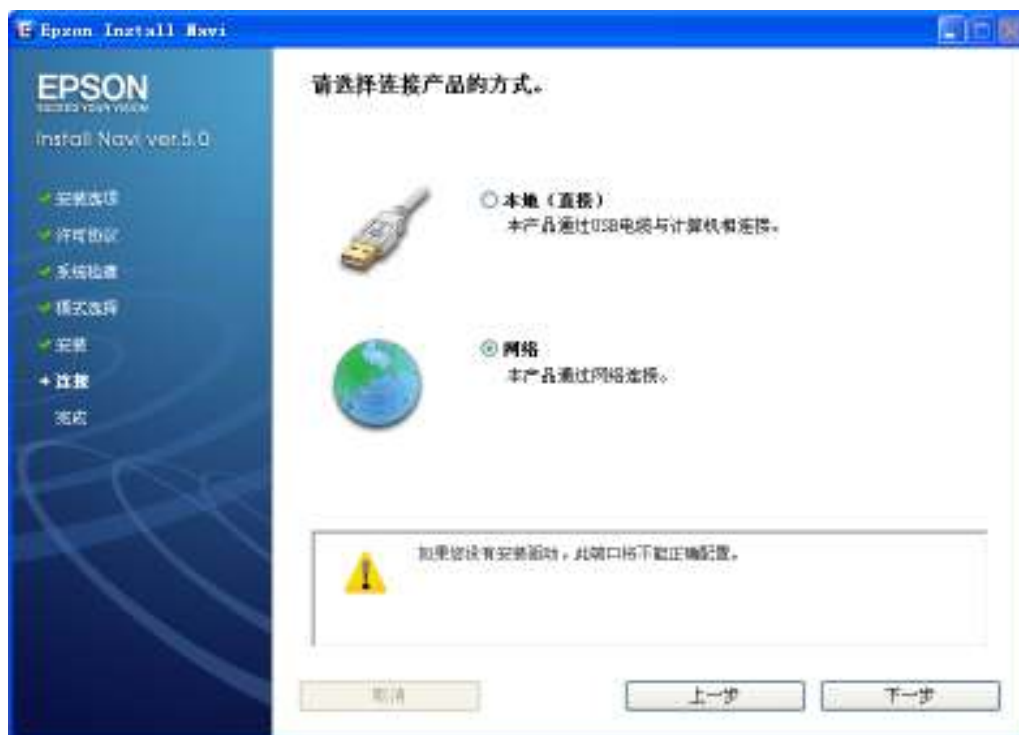 Epson Install Navi
EPSON
EXCEED YOUR VISION
Install Navi ver.5.0
安装选项
许可协议
系统检查
模式选择
安装
连接
完成
请选择连接产品的方式。
本地（直接）
本产品通过USB电缆与计算机相连接。
网络
本产品通过网络连接。
如果您没有安装驱动，此端口将不能正确配置。
取消
上一步
下一步